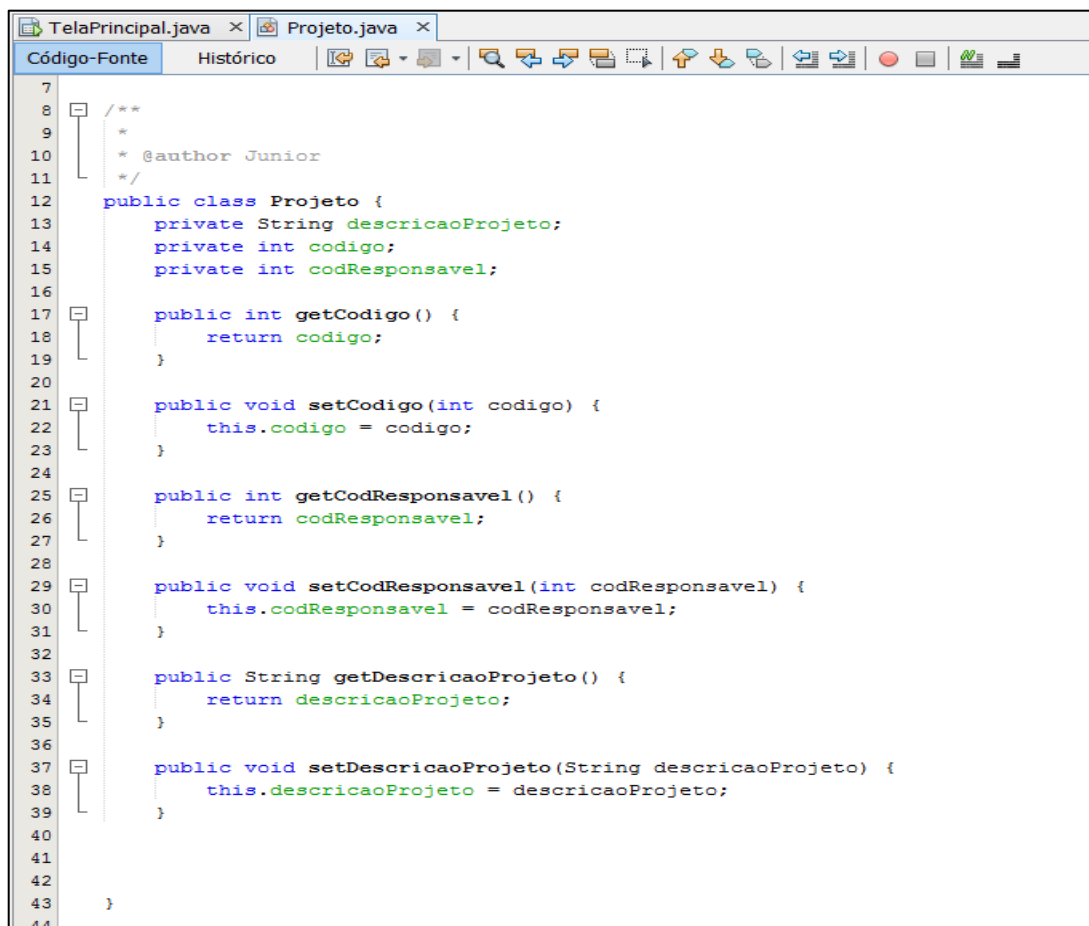 TelaPrincipal.java × Projeto.java ×
Código-Fonte Histórico
7
8 /**
9 *
10 * @author Junior
11 */
12 public class Projeto {
13 private String descricaoProjeto;
14 private int codigo;
15 private int codResponsavel;
16
17 public int getCodigo() {
18 return codigo;
19 }
20
21 public void setCodigo(int codigo) {
22 this.codigo = codigo;
23 }
24
25 public int getCodResponsavel() {
26 return codResponsavel;
27 }
28
29 public void setCodResponsavel(int codResponsavel) {
30 this.codResponsavel = codResponsavel;
31 }
32
33 public String getDescricaoProjeto() {
34 return descricaoProjeto;
35 }
36
37 public void setDescricaoProjeto(String descricaoProjeto) {
38 this.descricaoProjeto = descricaoProjeto;
39 }
40
41
42
43 }
44